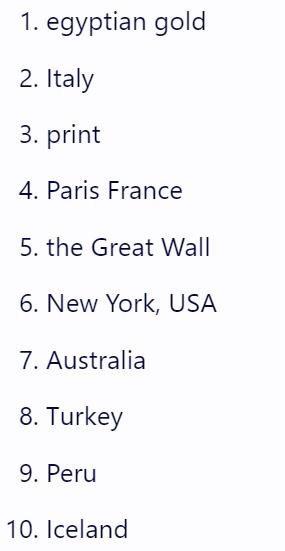 1. egyptian gold
2. Italy
3. print
4. Paris France
5. the Great Wall
6. New York, USA
7. Australia
8. Turkey
9. Peru
10. Iceland